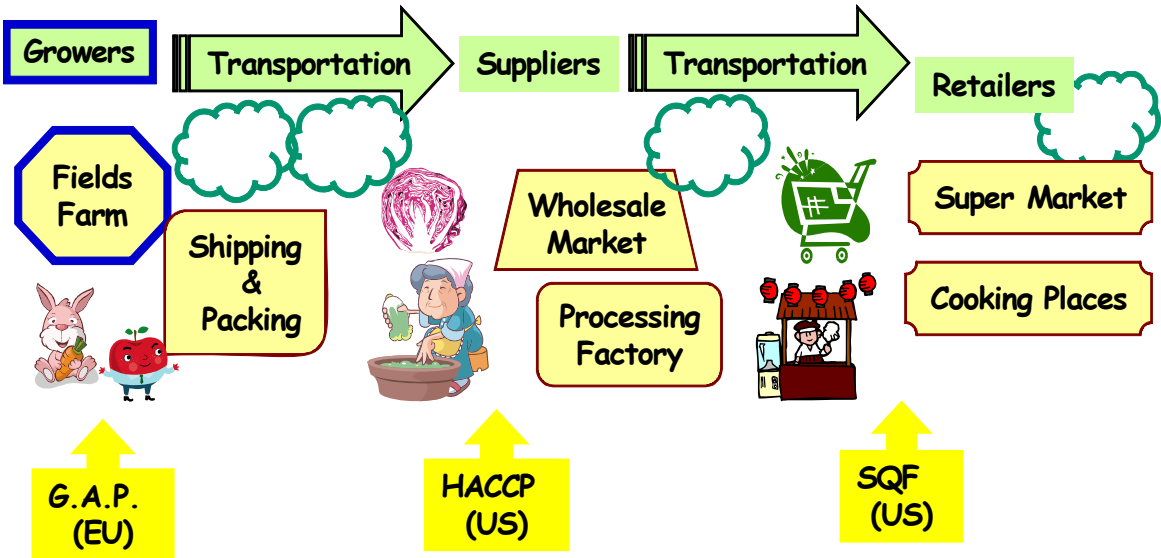 Growers
Transportation
Suppliers
Transportation
Retailers
Fields
Farm
Shipping
&
Packing
Wholesale
Market
Processing
Factory
Super Market
Cooking Places
G.A.P.
(EU)
HACCP
(US)
SQF
(US)